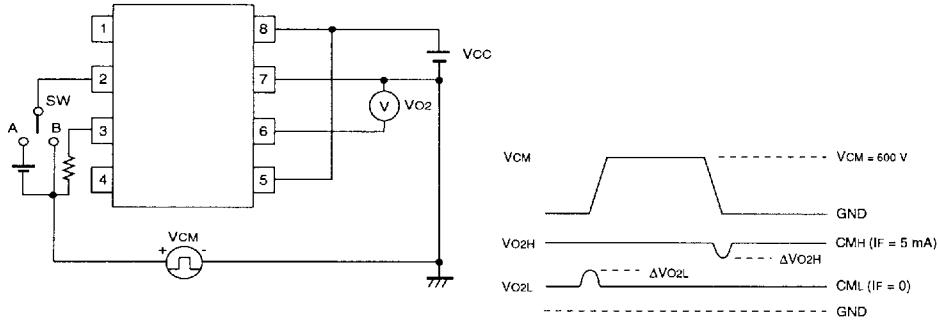 1
8
VCC
2
7
SW
V
VO2
A
B
3
6
4
5
VCM
+
-
VCM
VCM = 600 V
GND
VO2H
CMH (IF = 5 mA)
ΔVO2H
ΔVO2L
VO2L
CML (IF = 0)
GND